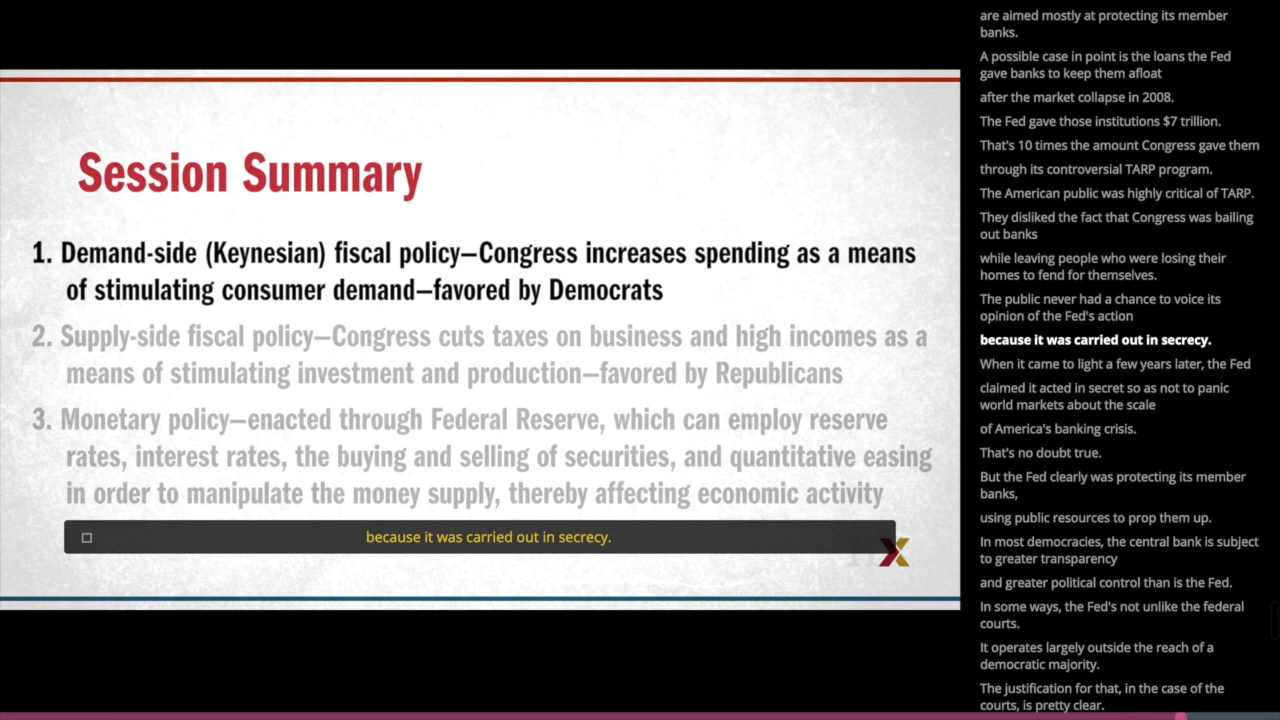 Session Summary
1. Demand-side (Keynesian) fiscal policy—Congress increases spending as a means
of stimulating consumer demand—favored by Democrats
2. Supply-side fiscal policy—Congress cuts taxes on business and high incomes as a
means of stimulating investment and production—favored by Republicans
3. Monetary policy—enacted through Federal Reserve, which can employ reserve
rates, interest rates, the buying and selling of securities, and quantitative easing
in order to manipulate the money supply, thereby affecting economic activity
because it was carried out in secrecy.
X
are aimed mostly at protecting its member
banks.
A possible case in point is the loans the Fed
gave banks to keep them afloat
after the market collapse in 2008.
The Fed gave those institutions $7 trillion.
That's 10 times the amount Congress gave them
through its controversial TARP program.
The American public was highly critical of TARP.
They disliked the fact that Congress was bailing
out banks
while leaving people who were losing their
homes to fend for themselves.
The public never had a chance to voice its
opinion of the Fed's action
because it was carried out in secrecy.
When it came to light a few years later, the Fed
claimed it acted in secret so as not to panic
world markets about the scale
of America's banking crisis.
That's no doubt true.
But the Fed clearly was protecting its member
banks,
using public resources to prop them up.
In most democracies, the central bank is subject
to greater transparency
and greater political control than is the Fed.
In some ways, the Fed's not unlike the federal
courts.
It operates largely outside the reach of a
democratic majority.
The justification for that, in the case of the
courts, is pretty clear.